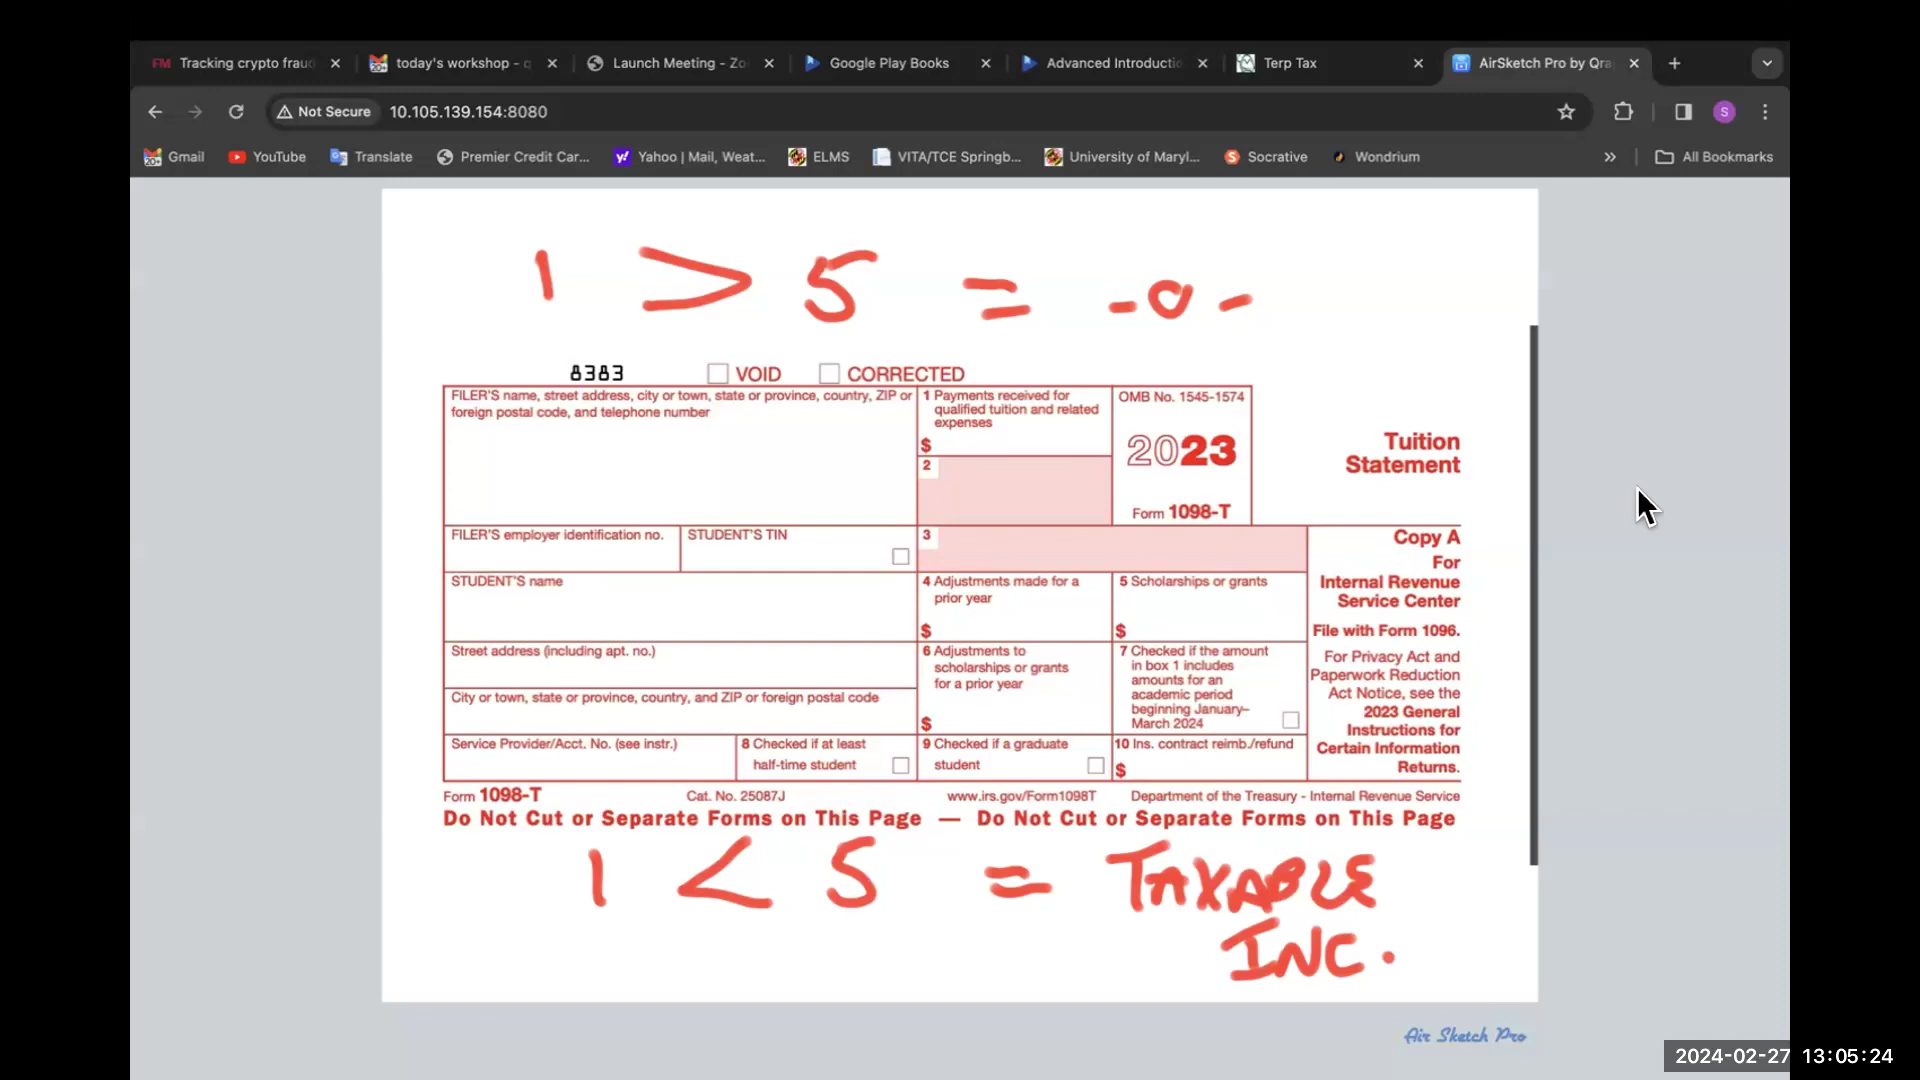 FM Tracking crypto fraud
today's workshop - q
Launch Meeting - Zo
Google Play Books
Advanced Introductio
Terp Tax
AirSketch Pro by Qra
Not Secure 10.105.139.154:8080
S
Gmail
YouTube
Translate
Premier Credit Car...
Yahoo | Mail, Weat...
ELMS
VITA/TCE Springb...
University of Maryl...
Socrative
Wondrium
All Bookmarks
1 > 5 = -0-
8383 VOID CORRECTED
FILER'S name, street address, city or town, state or province, country, ZIP or
foreign postal code, and telephone number
1 Payments received for
qualified tuition and related
expenses
$
2
OMB No. 1545-1574
2023
Form 1098-T
Tuition
Statement
FILER'S employer identification no.
STUDENT'S TIN
3
Copy A
For
Internal Revenue
Service Center
File with Form 1096.
For Privacy Act and
Paperwork Reduction
Act Notice, see the
2023 General
Instructions for
Certain Information
Returns.
STUDENT'S name
4 Adjustments made for a
prior year
$
5 Scholarships or grants
$
Street address (including apt. no.)
6 Adjustments to
scholarships or grants
for a prior year
$
7 Checked if the amount
in box 1 includes
amounts for an
academic period
beginning January–
March 2024
City or town, state or province, country, and ZIP or foreign postal code
Service Provider/Acct. No. (see instr.)
8 Checked if at least
half-time student
9 Checked if a graduate
student
10 Ins. contract reimb./refund
$
Form 1098-T Cat. No. 25087J www.irs.gov/Form1098T Department of the Treasury - Internal Revenue Service
Do Not Cut or Separate Forms on This Page — Do Not Cut or Separate Forms on This Page
1 < 5 = TAXABLE
INC.
Air Sketch Pro
2024-02-27 13:05:24